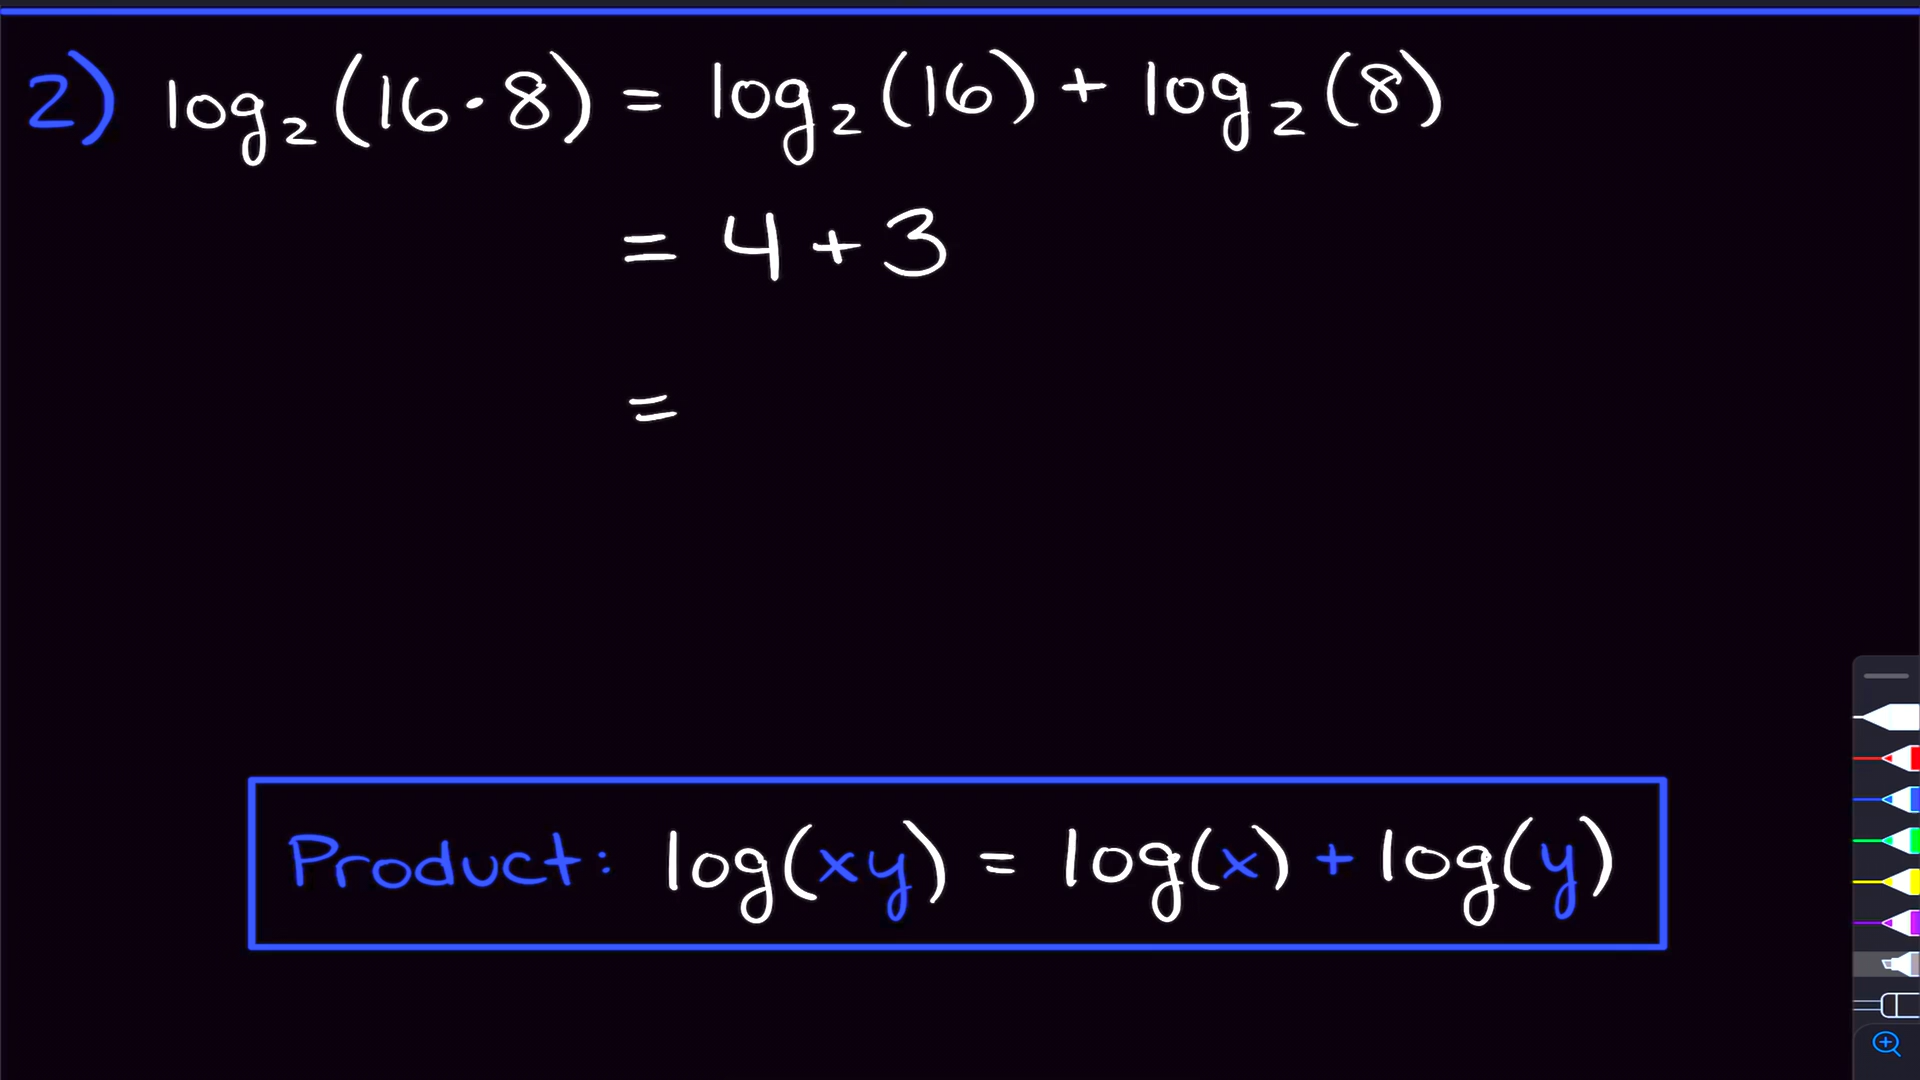 2) log₂(16·8) = log₂(16) + log₂(8)
= 4 + 3
=
Product: log(xy) = log(x) + log(y)